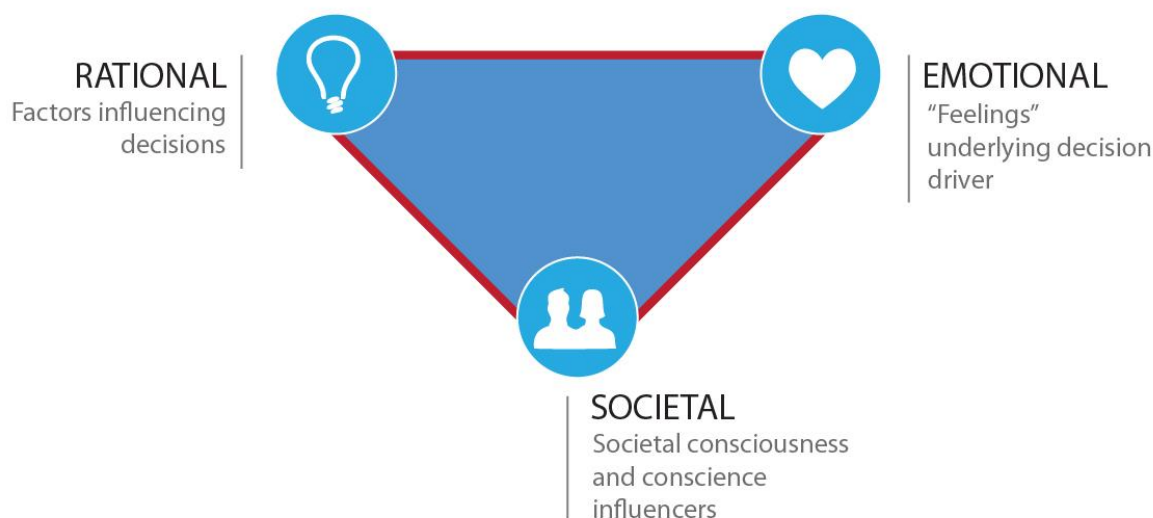 RATIONAL
Factors influencing
decisions
EMOTIONAL
“Feelings”
underlying decision
driver
SOCIETAL
Societal consciousness
and conscience
influencers